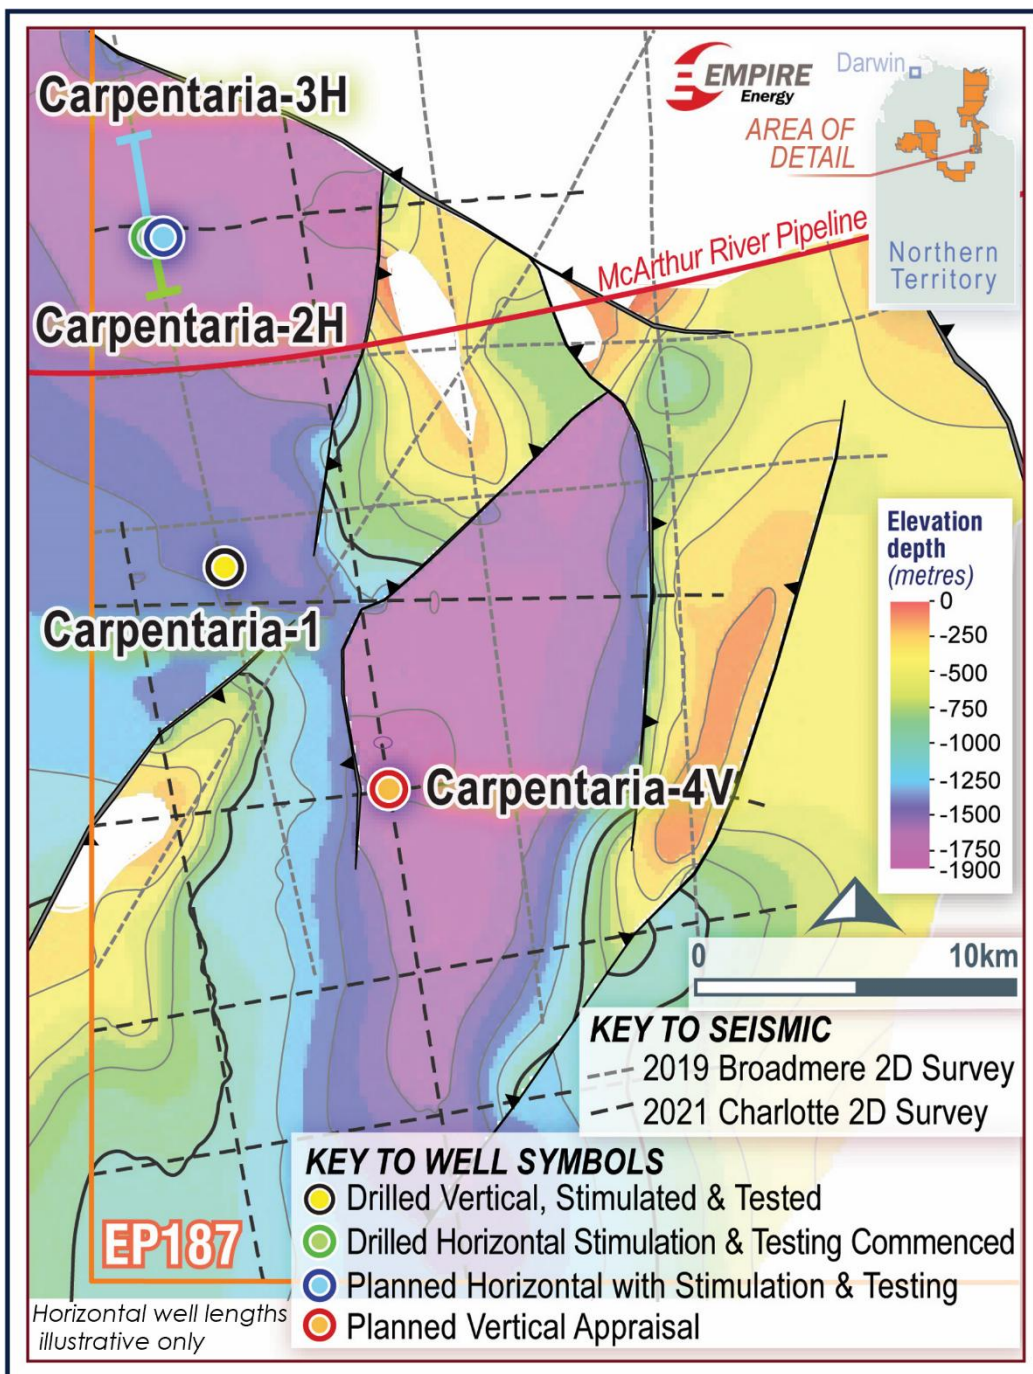 Carpentaria-3H
EMPIRE
Energy
Darwin
AREA OF
DETAIL
Northern
Territory
McArthur River Pipeline
Carpentaria-2H
Carpentaria-1
Elevation
depth
(metres)
0
-250
-500
-750
-1000
-1250
-1500
-1750
-1900
Carpentaria-4V
0 10km
KEY TO SEISMIC
2019 Broadmere 2D Survey
2021 Charlotte 2D Survey
KEY TO WELL SYMBOLS
Drilled Vertical, Stimulated & Tested
Drilled Horizontal Stimulation & Testing Commenced
Planned Horizontal with Stimulation & Testing
Planned Vertical Appraisal
EP187
Horizontal well lengths
illustrative only